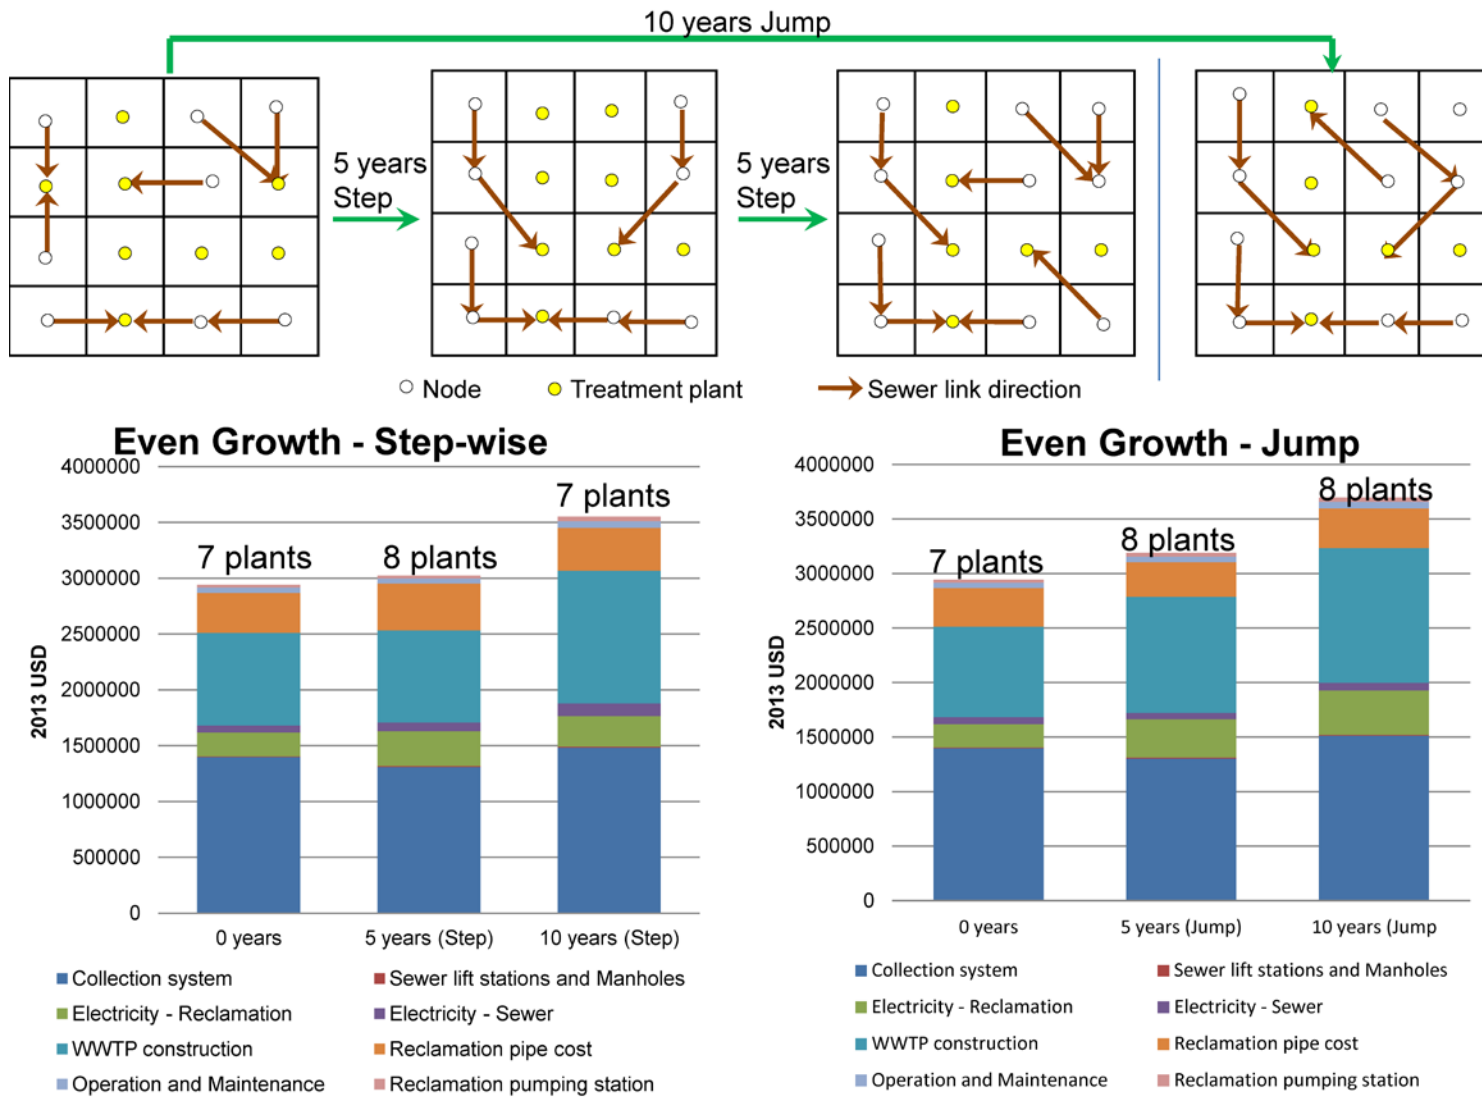 10 years Jump
5 years
Step
5 years
Step
Node
Treatment plant
Sewer link direction
Even Growth - Step-wise
4000000
3500000
3000000
2500000
2000000
1500000
1000000
500000
0
2013 USD
7 plants
8 plants
7 plants
0 years
5 years (Step)
10 years (Step)
Collection system
Sewer lift stations and Manholes
Electricity - Reclamation
Electricity - Sewer
WWTP construction
Reclamation pipe cost
Operation and Maintenance
Reclamation pumping station
Even Growth - Jump
4000000
3500000
3000000
2500000
2000000
1500000
1000000
500000
0
2013 USD
7 plants
8 plants
8 plants
0 years
5 years (Jump)
10 years (Jump
Collection system
Sewer lift stations and Manholes
Electricity - Reclamation
Electricity - Sewer
WWTP construction
Reclamation pipe cost
Operation and Maintenance
Reclamation pumping station